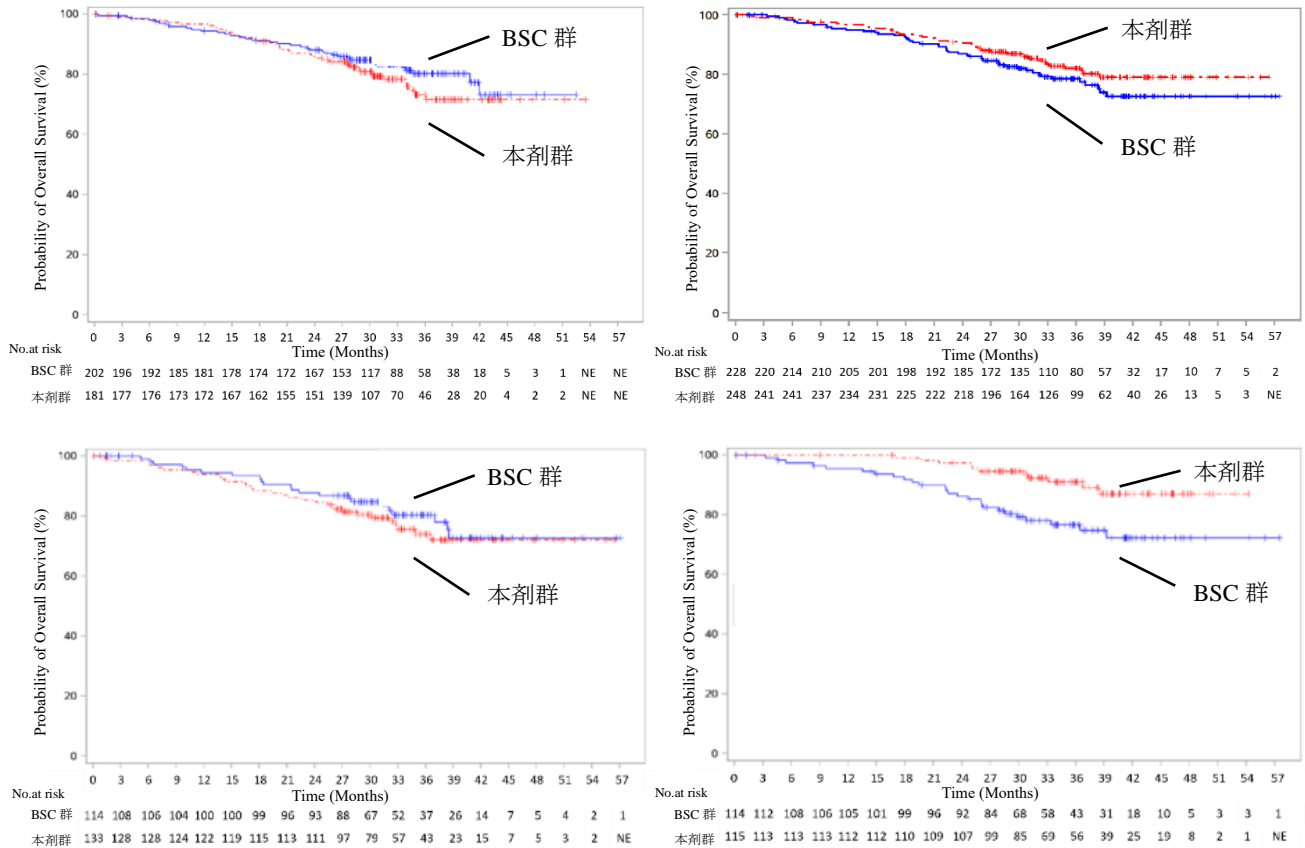 Probability of Overall Survival (%)
100
80
60
40
20
0
BSC 群
本剤群
0 3 6 9 12 15 18 21 24 27 30 33 36 39 42 45 48 51 54 57
Time (Months)
No.at risk
BSC 群 202 196 192 185 181 178 174 172 167 153 117 88 58 38 18 5 3 1 NE NE
本剤群 181 177 176 173 172 167 162 155 151 139 107 70 46 28 20 4 2 2 NE NE
Probability of Overall Survival (%)
100
80
60
40
20
0
本剤群
BSC 群
0 3 6 9 12 15 18 21 24 27 30 33 36 39 42 45 48 51 54 57
Time (Months)
No.at risk
BSC 群 228 220 214 210 205 201 198 192 185 172 135 110 80 57 32 17 10 7 5 2
本剤群 248 241 241 237 234 231 225 222 218 196 164 126 99 62 40 26 13 5 3 NE
Probability of Overall Survival (%)
100
80
60
40
20
0
BSC 群
本剤群
0 3 6 9 12 15 18 21 24 27 30 33 36 39 42 45 48 51 54 57
Time (Months)
No.at risk
BSC 群 114 108 106 104 100 100 99 96 93 88 67 52 37 26 14 7 5 4 2 1
本剤群 133 128 128 124 122 119 115 113 111 97 79 57 43 23 15 7 5 3 2 NE
Probability of Overall Survival (%)
100
80
60
40
20
0
本剤群
BSC 群
0 3 6 9 12 15 18 21 24 27 30 33 36 39 42 45 48 51 54 57
Time (Months)
No.at risk
BSC 群 114 112 108 106 105 101 99 96 92 84 68 58 43 31 18 10 5 3 3 1
本剤群 115 113 113 113 112 112 110 109 107 99 85 69 56 39 25 19 8 2 1 NE